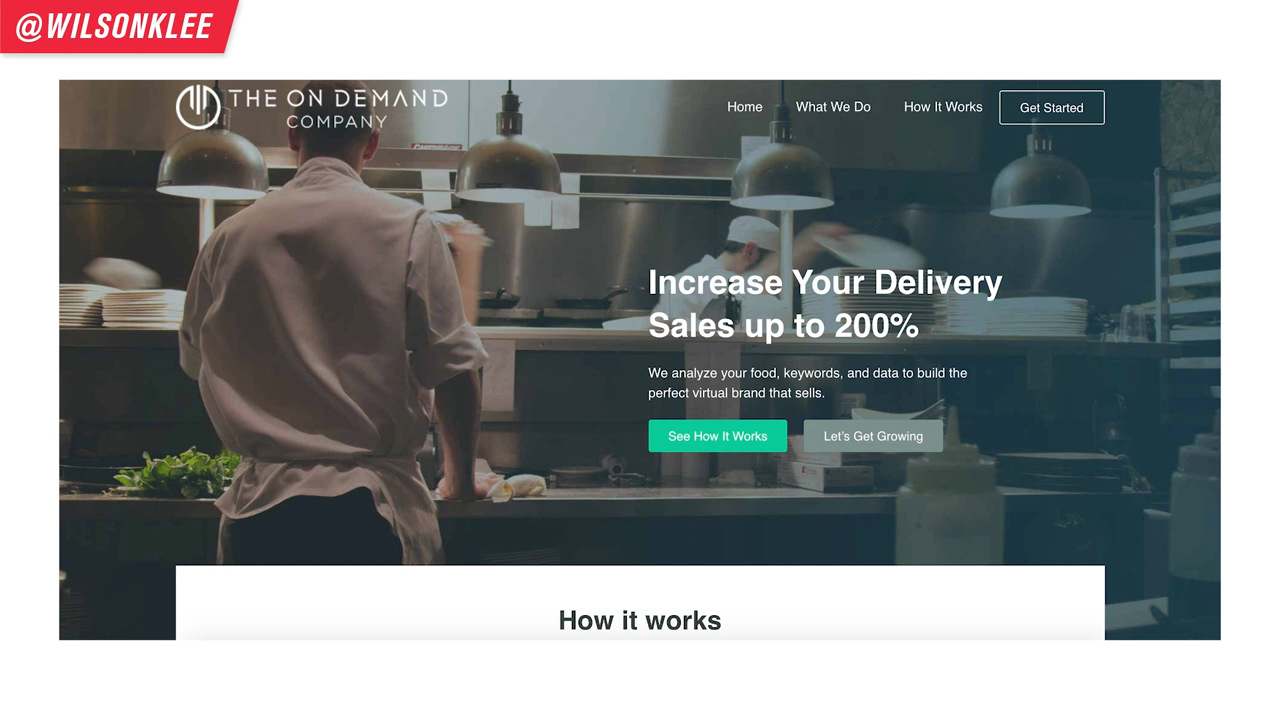 @WILSONKLEE
THE ON DEMAND
COMPANY
Home
What We Do
How It Works
Get Started
Increase Your Delivery
Sales up to 200%
We analyze your food, keywords, and data to build the
perfect virtual brand that sells.
See How It Works
Let's Get Growing
How it works